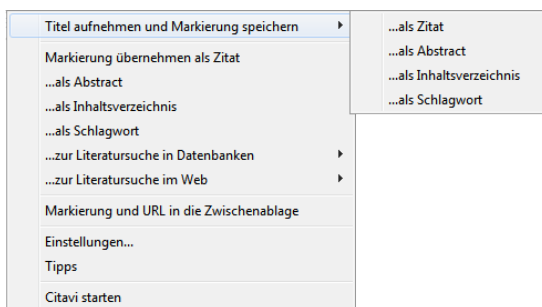 Titel aufnehmen und Markierung speichern
Markierung übernehmen als Zitat
...als Abstract
...als Inhaltsverzeichnis
...als Schlagwort
...zur Literatursuche in Datenbanken
...zur Literatursuche im Web
Markierung und URL in die Zwischenablage
Einstellungen...
Tipps
Citavi starten
...als Zitat
...als Abstract
...als Inhaltsverzeichnis
...als Schlagwort